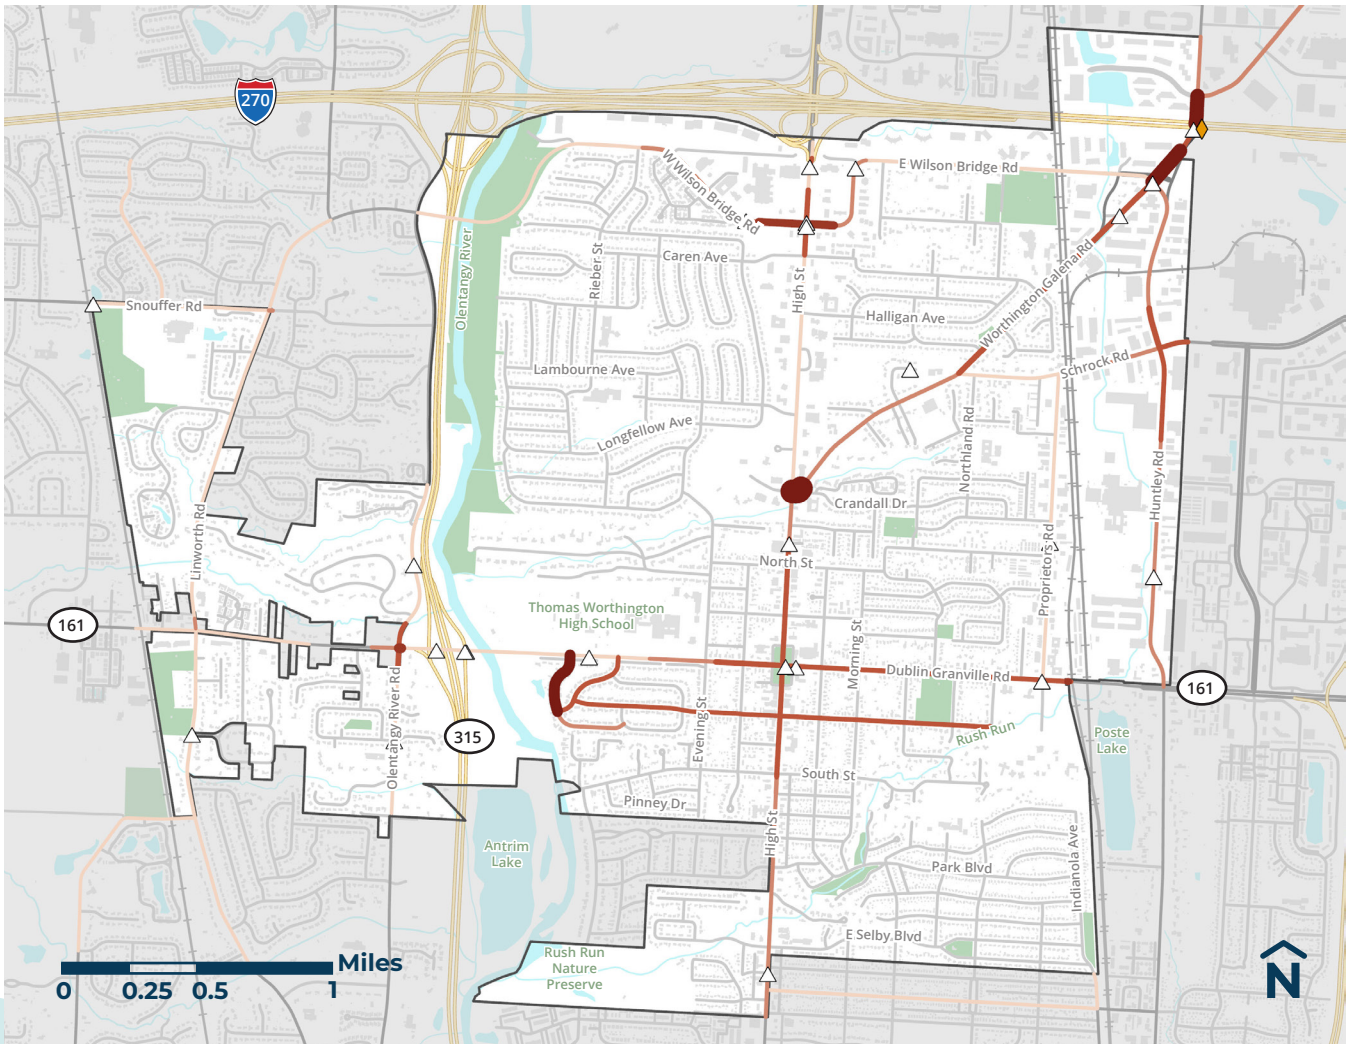 270
E Wilson Bridge Rd
W Wilson Bridge Rd
Olentangy River
Rieber St
Caren Ave
High St
Worthington Galena Rd
Snouffer Rd
Halligan Ave
Schrock Rd
Lambourne Ave
Longfellow Ave
Northland Rd
Huntley Rd
Crandall Dr
Linworth Rd
North St
Proprietors Rd
Thomas Worthington
High School
161
Morning St
Dublin Granville Rd
161
Olentangy River Rd
Evening St
315
Rush Run
Poste
Lake
South St
Pinney Dr
High St
Antrim
Lake
Park Blvd
Indianola Ave
E Selby Blvd
Rush Run
Nature
Preserve
Miles
0 0.25 0.5 1
N